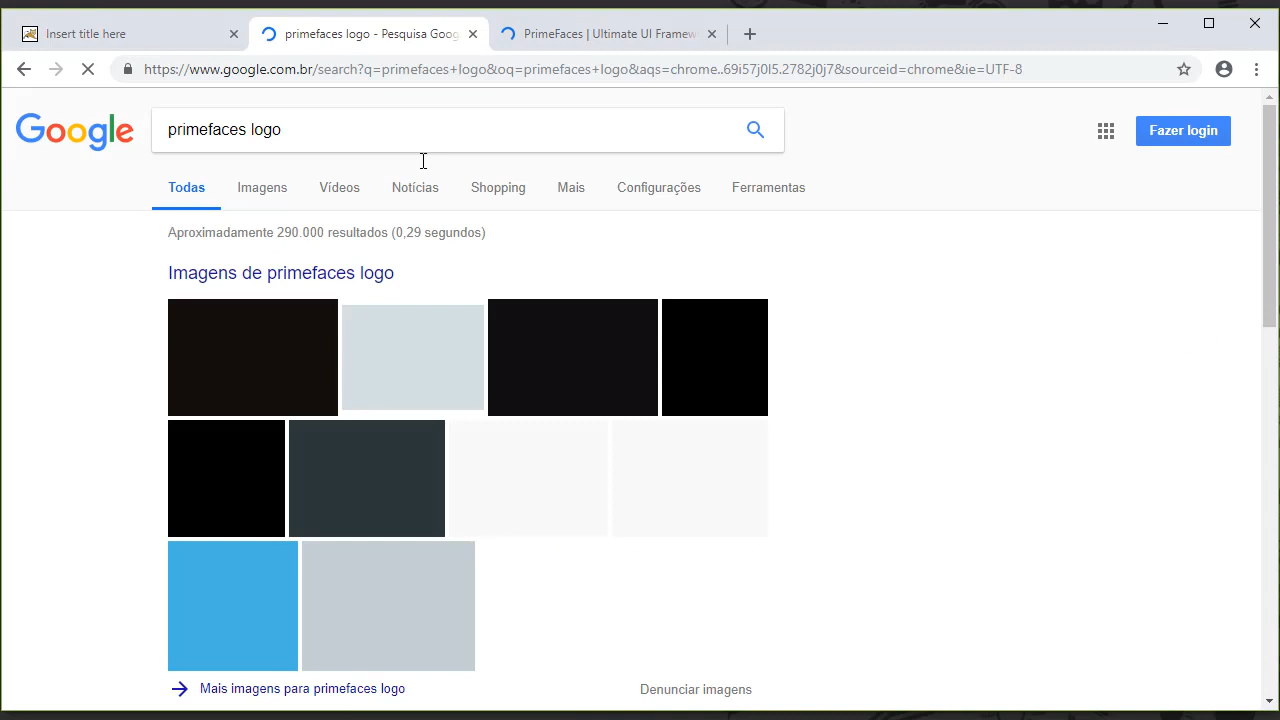 Insert title here
primefaces logo - Pesquisa Goog
PrimeFaces | Ultimate UI Framew
https://www.google.com.br/search?q=primefaces+logo&oq=primefaces+logo&aqs=chrome..69i57j0l5.2782j0j7&sourceid=chrome&ie=UTF-8
Google
primefaces logo
Fazer login
Todas Imagens Vídeos Notícias Shopping Mais Configurações Ferramentas
Aproximadamente 290.000 resultados (0,29 segundos)
Imagens de primefaces logo
Mais imagens para primefaces logo
Denunciar imagens